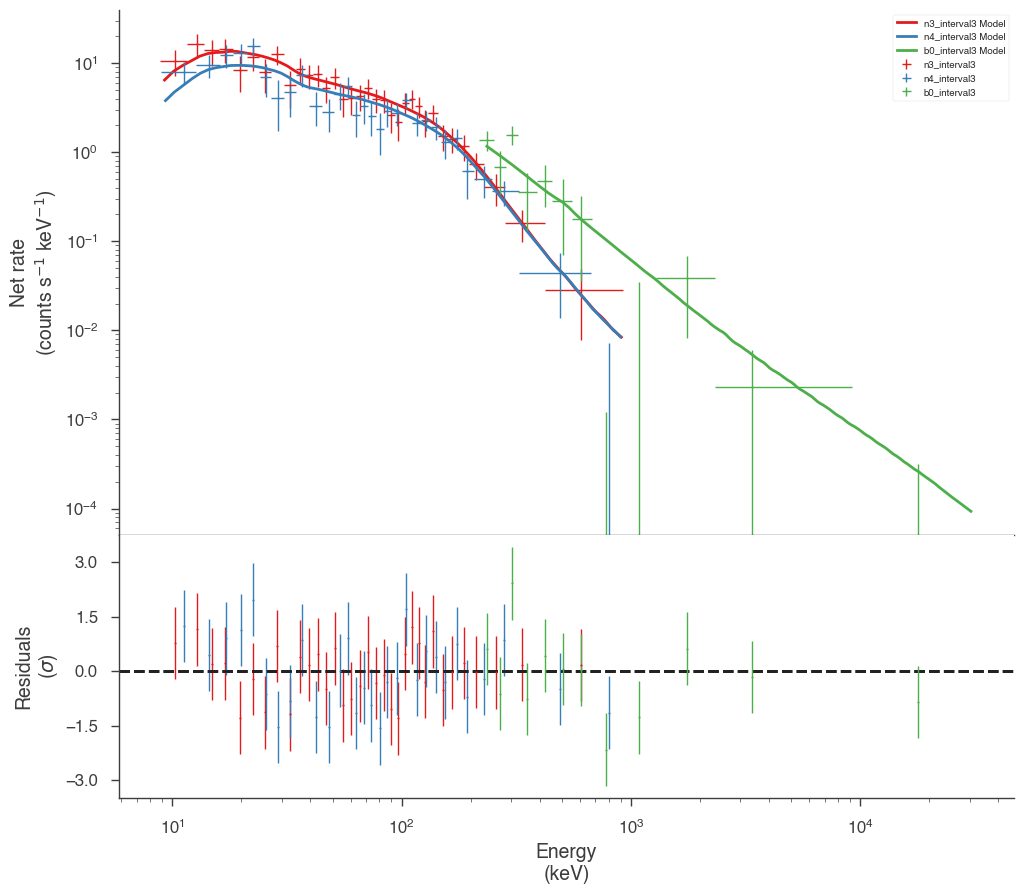 n3_interval3 Model
n4_interval3 Model
b0_interval3 Model
n3_interval3
n4_interval3
b0_interval3
10¹
10⁰
10⁻¹
10⁻²
10⁻³
10⁻⁴
Net rate
(counts s⁻¹ keV⁻¹)
3.0
1.5
0.0
−1.5
−3.0
Residuals
(σ)
10¹ 10² 10³ 10⁴
Energy
(keV)